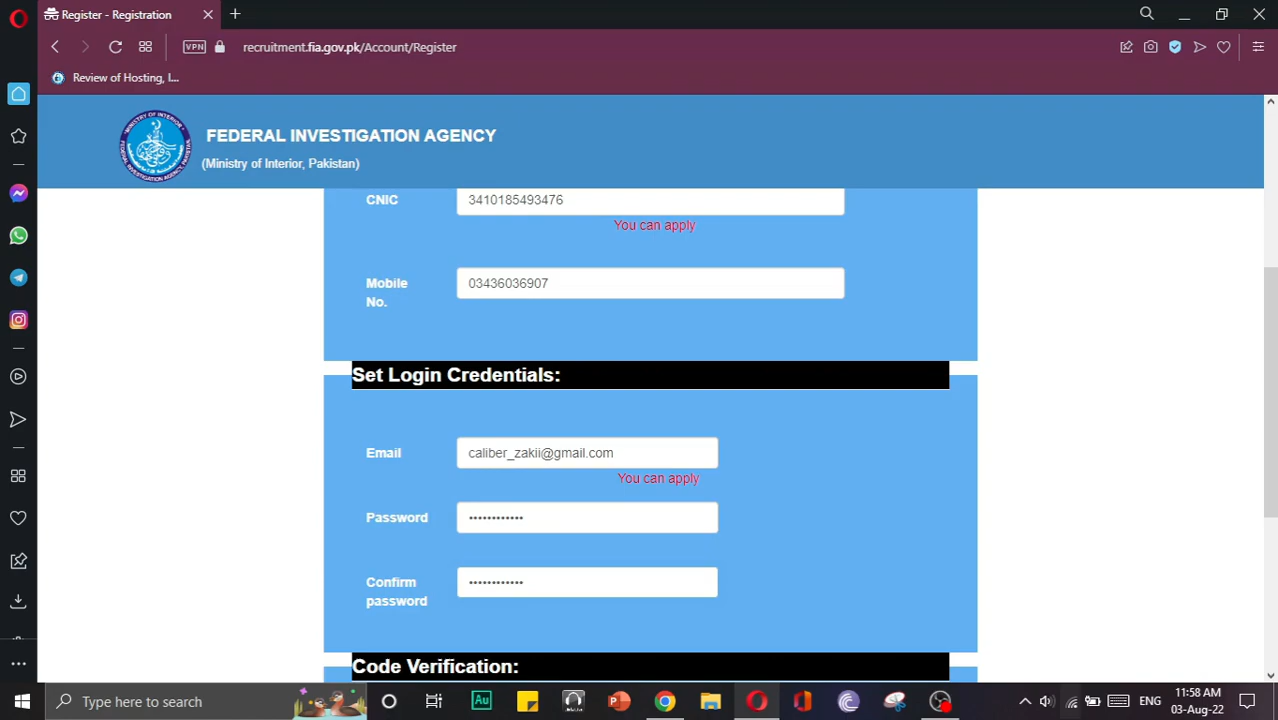 Register - Registration
VPN
recruitment.fia.gov.pk/Account/Register
Review of Hosting, I...
FEDERAL INVESTIGATION AGENCY
(Ministry of Interior, Pakistan)
CNIC
3410185493476
You can apply
Mobile No.
03436036907
Set Login Credentials:
Email
caliber_zakii@gmail.com
You can apply
Password
••••••••••••
Confirm password
••••••••••••
Code Verification:
Type here to search
Au
ENG
11:58 AM
03-Aug-22